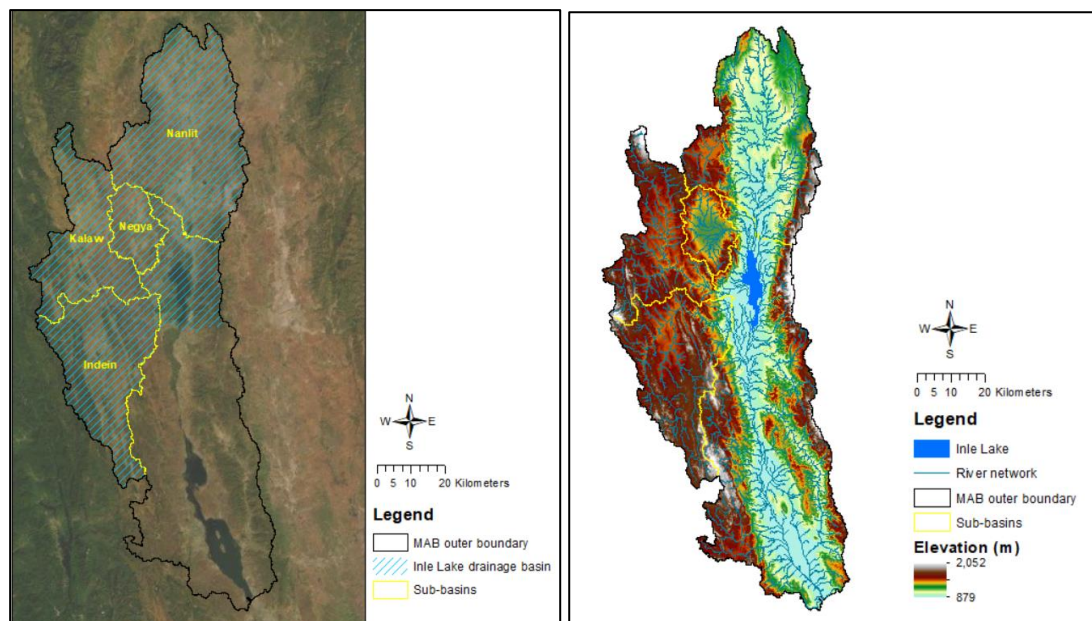 Nanlit
Negya
Kalaw
Indein
N
W E
S
0 5 10 20 Kilometers
Legend
MAB outer boundary
Inle Lake drainage basin
Sub-basins
N
W E
S
0 5 10 20
Kilometers
Legend
Inle Lake
River network
MAB outer boundary
Sub-basins
Elevation (m)
2,052
879